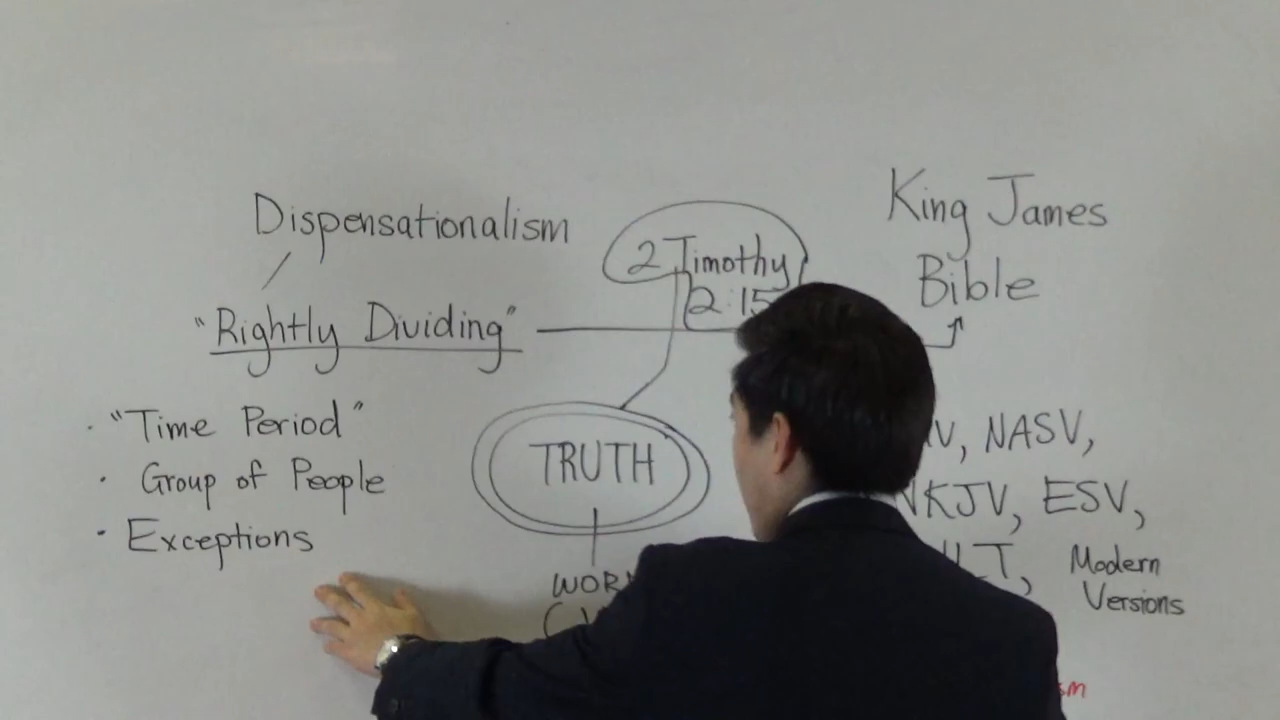 Dispensationalism
"Rightly Dividing"
· "Time Period"
· Group of People
· Exceptions
2 Timothy
2:15
TRUTH
King James
Bible
NASV,
NKJV, ESV,
Modern
Versions